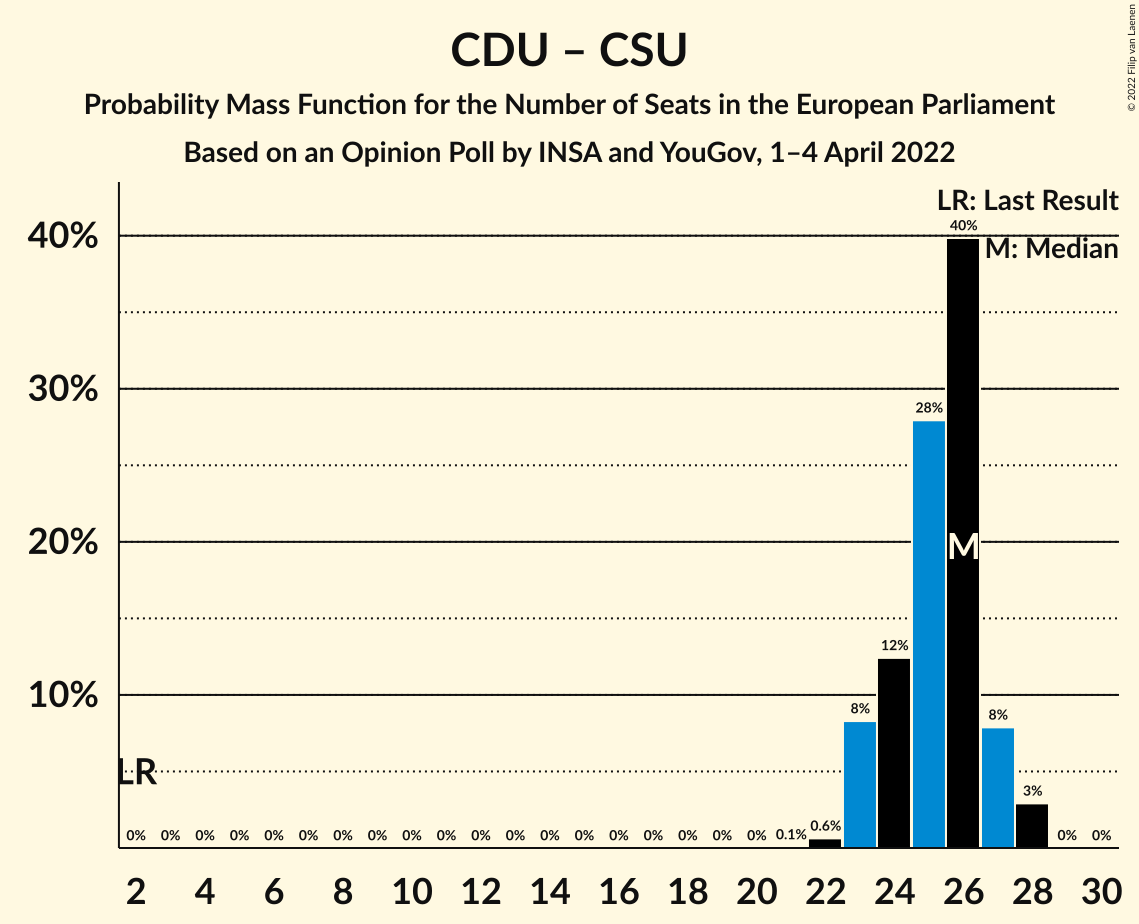 CDU – CSU
Probability Mass Function for the Number of Seats in the European Parliament
Based on an Opinion Poll by INSA and YouGov, 1–4 April 2022
© 2022 Filip van Laenen
LR: Last Result
M: Median
40%
30%
20%
10%
40%
28%
12%
8%
8%
3%
M
LR
0% 0% 0% 0% 0% 0% 0% 0% 0% 0% 0% 0% 0% 0% 0% 0% 0% 0% 0% 0.1% 0.6% 0% 0%
2 4 6 8 10 12 14 16 18 20 22 24 26 28 30